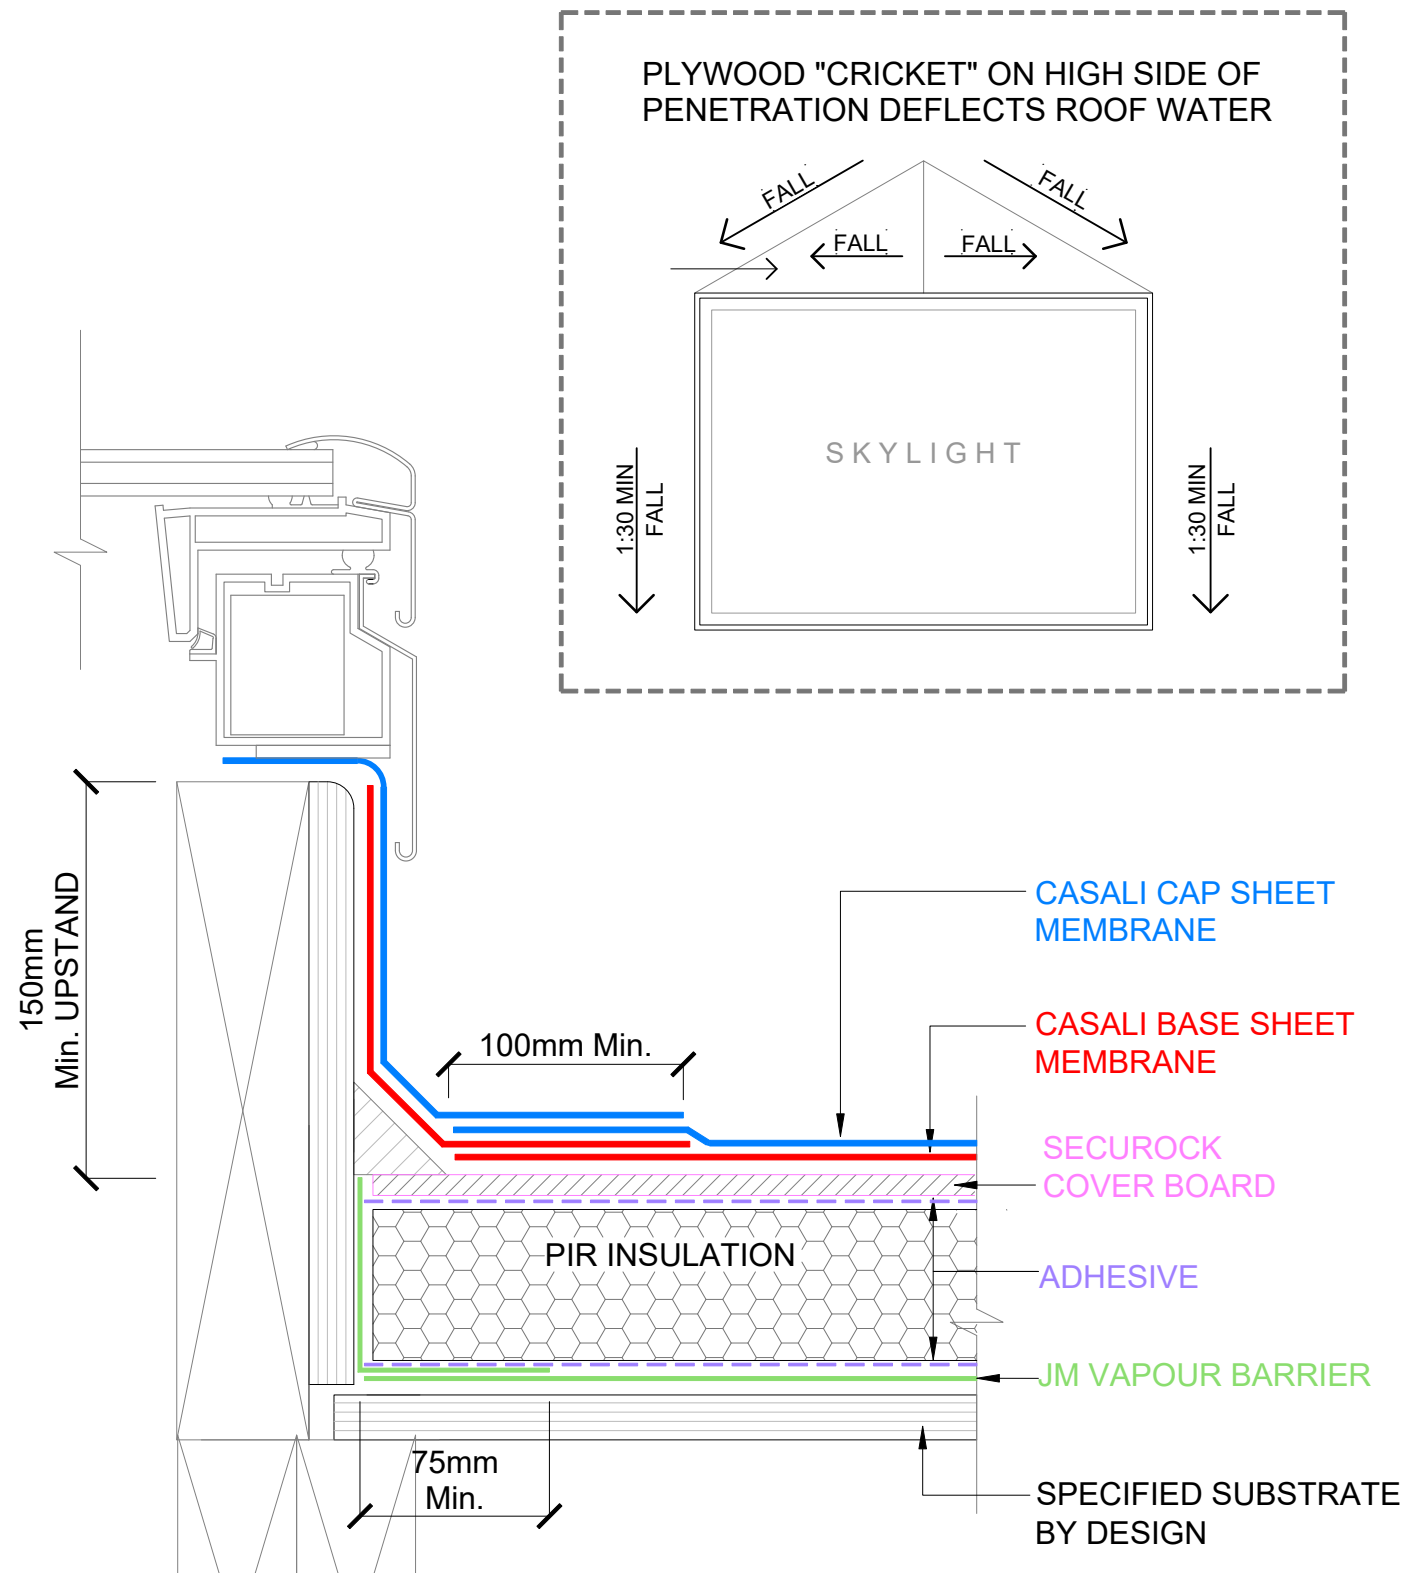 PLYWOOD "CRICKET" ON HIGH SIDE OF
PENETRATION DEFLECTS ROOF WATER
FALL
FALL
FALL
FALL
SKYLIGHT
1:30 MIN
FALL
1:30 MIN
FALL
150mm
Min. UPSTAND
100mm Min.
CASALI CAP SHEET
MEMBRANE
CASALI BASE SHEET
MEMBRANE
SECUROCK
COVER BOARD
PIR INSULATION
ADHESIVE
JM VAPOUR BARRIER
75mm
Min.
SPECIFIED SUBSTRATE
BY DESIGN